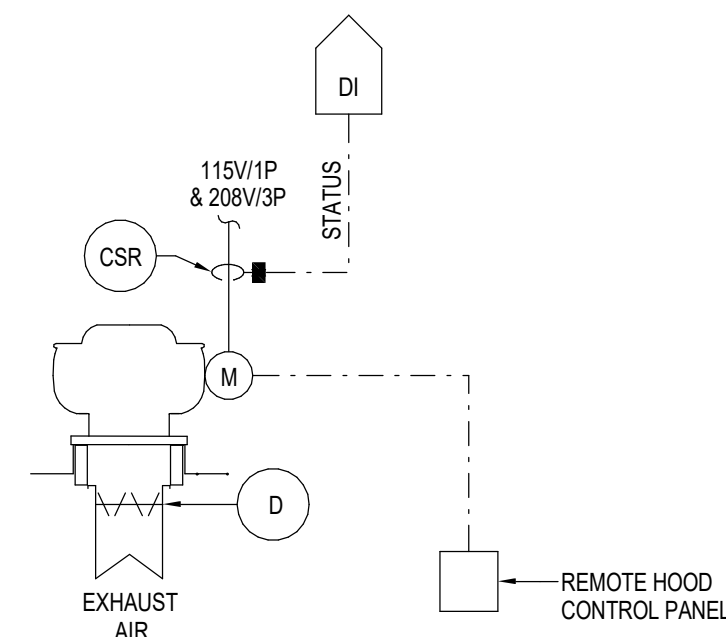 DI
115V/1P
& 208V/3P
STATUS
CSR
M
D
REMOTE HOOD
CONTROL PANEL
EXHAUST
AIR